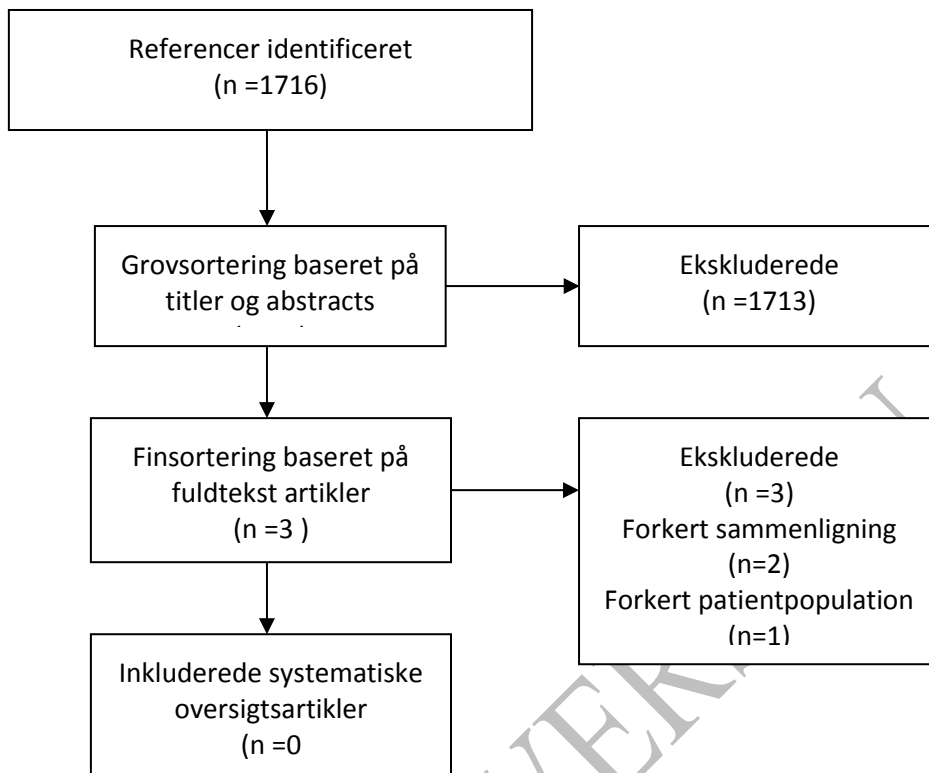 Referencer identificeret
(n =1716)
Grovsortering baseret på
titler og abstracts
Ekskluderede
(n =1713)
Finsortering baseret på
fuldtekst artikler
(n =3 )
Ekskluderede
(n =3)
Forkert sammenligning
(n=2)
Forkert patientpopulation
(n=1)
Inkluderede systematiske
oversigtsartikler
(n =0